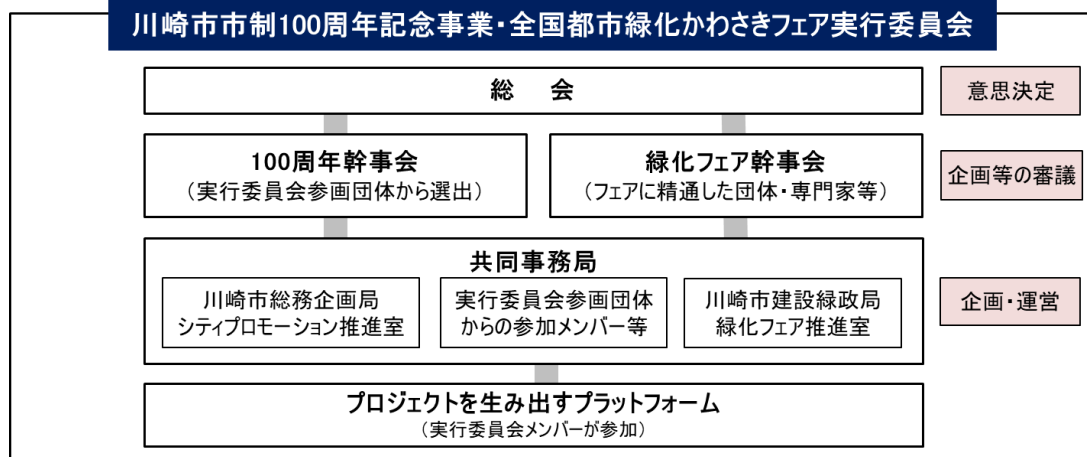 川崎市市制100周年記念事業・全国都市緑化かわさきフェア実行委員会
総　会
意思決定
100周年幹事会
（実行委員会参画団体から選出）
緑化フェア幹事会
（フェアに精通した団体・専門家等）
企画等の審議
共同事務局
川崎市総務企画局
シティプロモーション推進室
実行委員会参画団体
からの参加メンバー等
川崎市建設緑政局
緑化フェア推進室
企画・運営
プロジェクトを生み出すプラットフォーム
（実行委員会メンバーが参加）